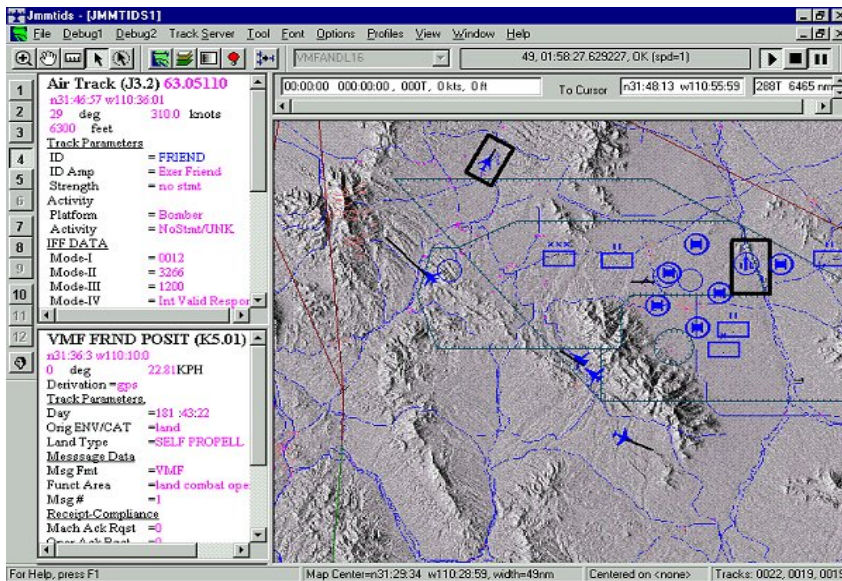 Jmmtids - [JMMTIDS1]
File Debug1 Debug2 Track Server Tool Font Options Profiles View Window Help
VMFANDL16
49, 01:58:27.629227, OK (spd=1)
00:00:00 000:00:00 , 000T, 0 kts, 0 ft
To Cursor
n31:48:13 w110:55:59
288T 6465 nm
1
2
3
4
5
6
7
8
9
10
11
12
Air Track (J3.2) 63.05110
n31:46:57 w110:36:01
29 deg 310.0 knots
6300 feet
Track Parameters
ID = FRIEND
ID Amp = Exer Friend
Strength = no stmt
Activity
Platform = Bomber
Activity = NoStmt/UNK
IFF DATA
Mode-I = 0012
Mode-II = 3266
Mode-III = 1200
Mode-IV = Int Valid Respor
VMF FRND POSIT (K5.01)
n31:36:3 w110:10:0
0 deg 22.81KPH
Derivation =gps
Track Parameters,
Day =181 :43:22
Orig ENV/CAT =land
Land Type =SELF PROPELL
Messsage Data
Msg Fmt =VMF
Funct Area =land combat ope
Msg # =1
Receipt-Compliance
Mach Ack Rqst =0
xxx
II
II
II
For Help, press F1
Map Center=n31:29:34 w110:28:59, width=49nm
Centered on <none>
Tracks: 0022, 0019, 0019